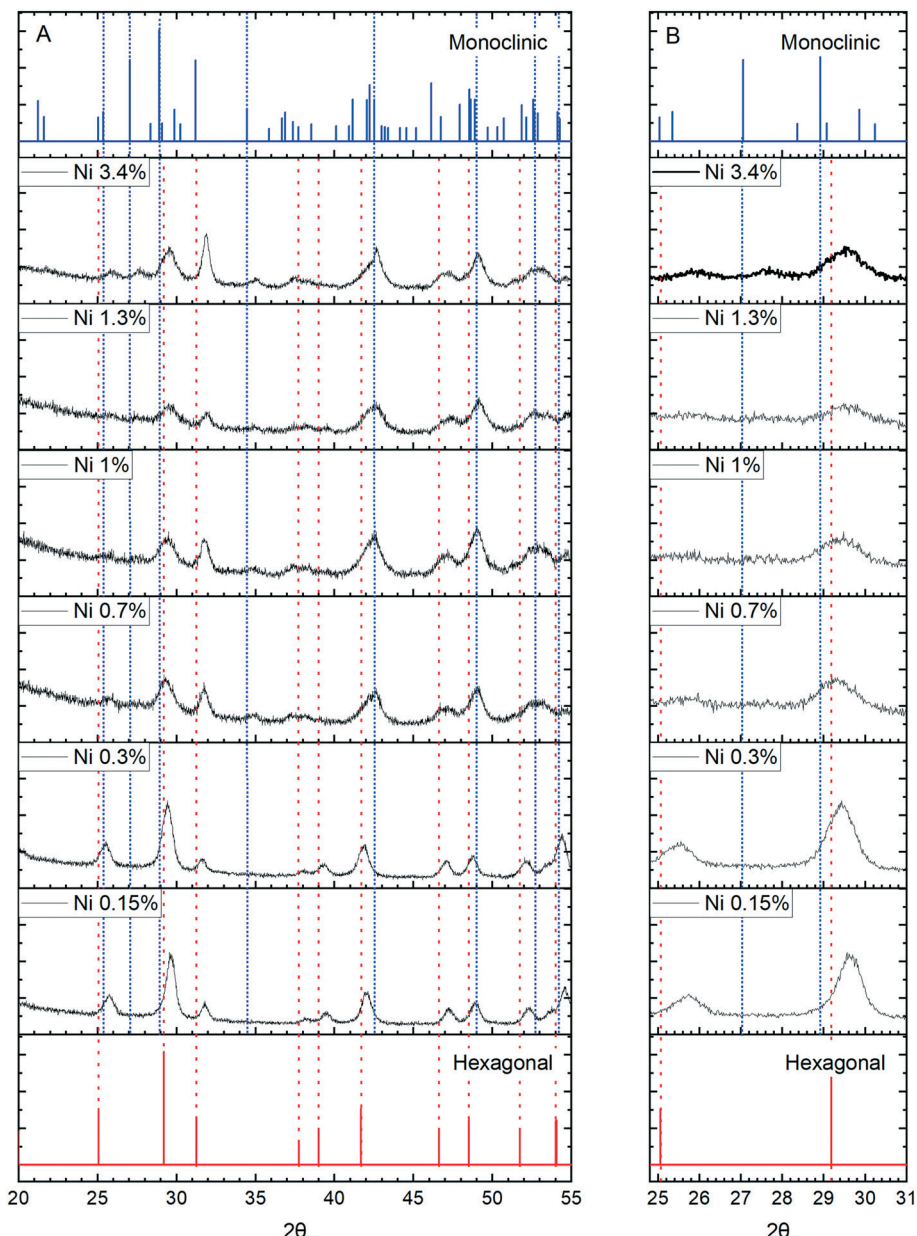 A
Monoclinic
Ni 3.4%
Ni 1.3%
Ni 1%
Ni 0.7%
Ni 0.3%
Ni 0.15%
Hexagonal
20 25 30 35 40 45 50 55
2θ
B
Monoclinic
Ni 3.4%
Ni 1.3%
Ni 1%
Ni 0.7%
Ni 0.3%
Ni 0.15%
Hexagonal
25 26 27 28 29 30 31
2θ